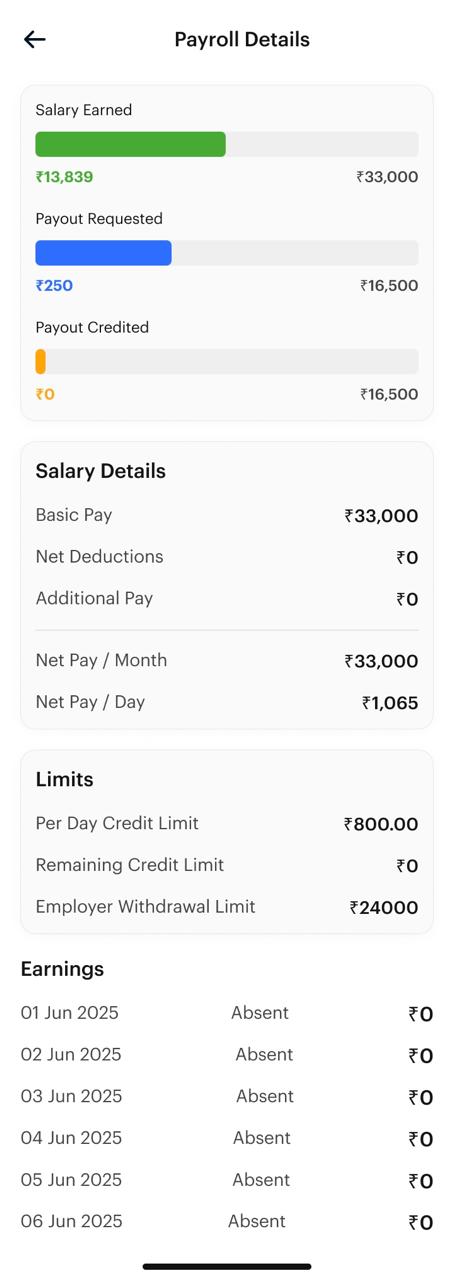 Payroll Details
Salary Earned
₹13,839 ₹33,000
Payout Requested
₹250 ₹16,500
Payout Credited
₹0 ₹16,500
Salary Details
Basic Pay ₹33,000
Net Deductions ₹0
Additional Pay ₹0
Net Pay / Month ₹33,000
Net Pay / Day ₹1,065
Limits
Per Day Credit Limit ₹800.00
Remaining Credit Limit ₹0
Employer Withdrawal Limit ₹24000
Earnings
01 Jun 2025 Absent ₹0
02 Jun 2025 Absent ₹0
03 Jun 2025 Absent ₹0
04 Jun 2025 Absent ₹0
05 Jun 2025 Absent ₹0
06 Jun 2025 Absent ₹0